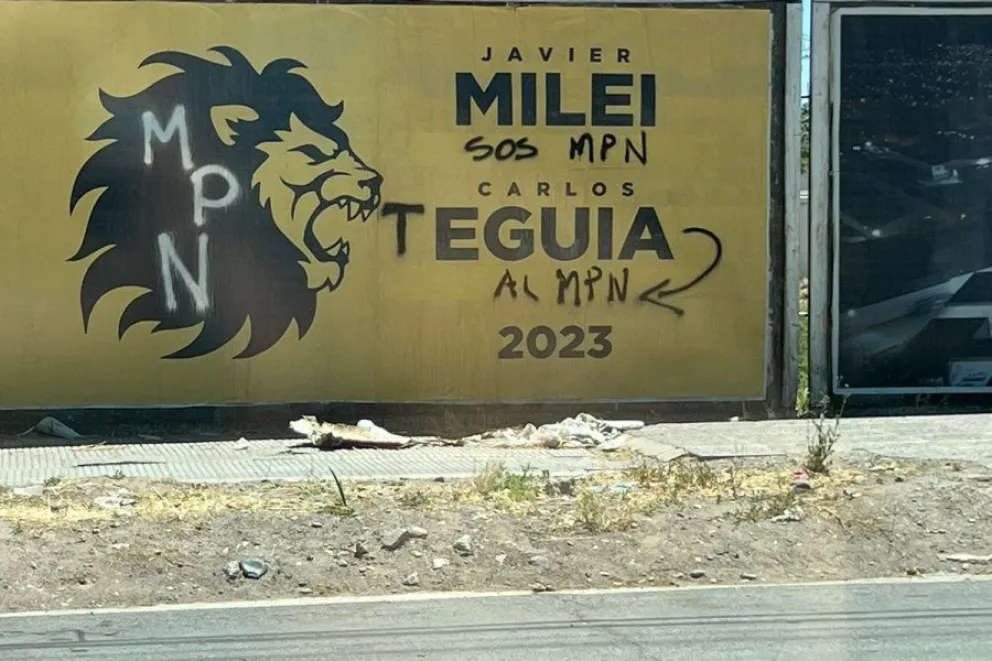 MPN
JAVIER
MILEI
SOS MPN
CARLOS
TEGUIA
AL MPN
2023